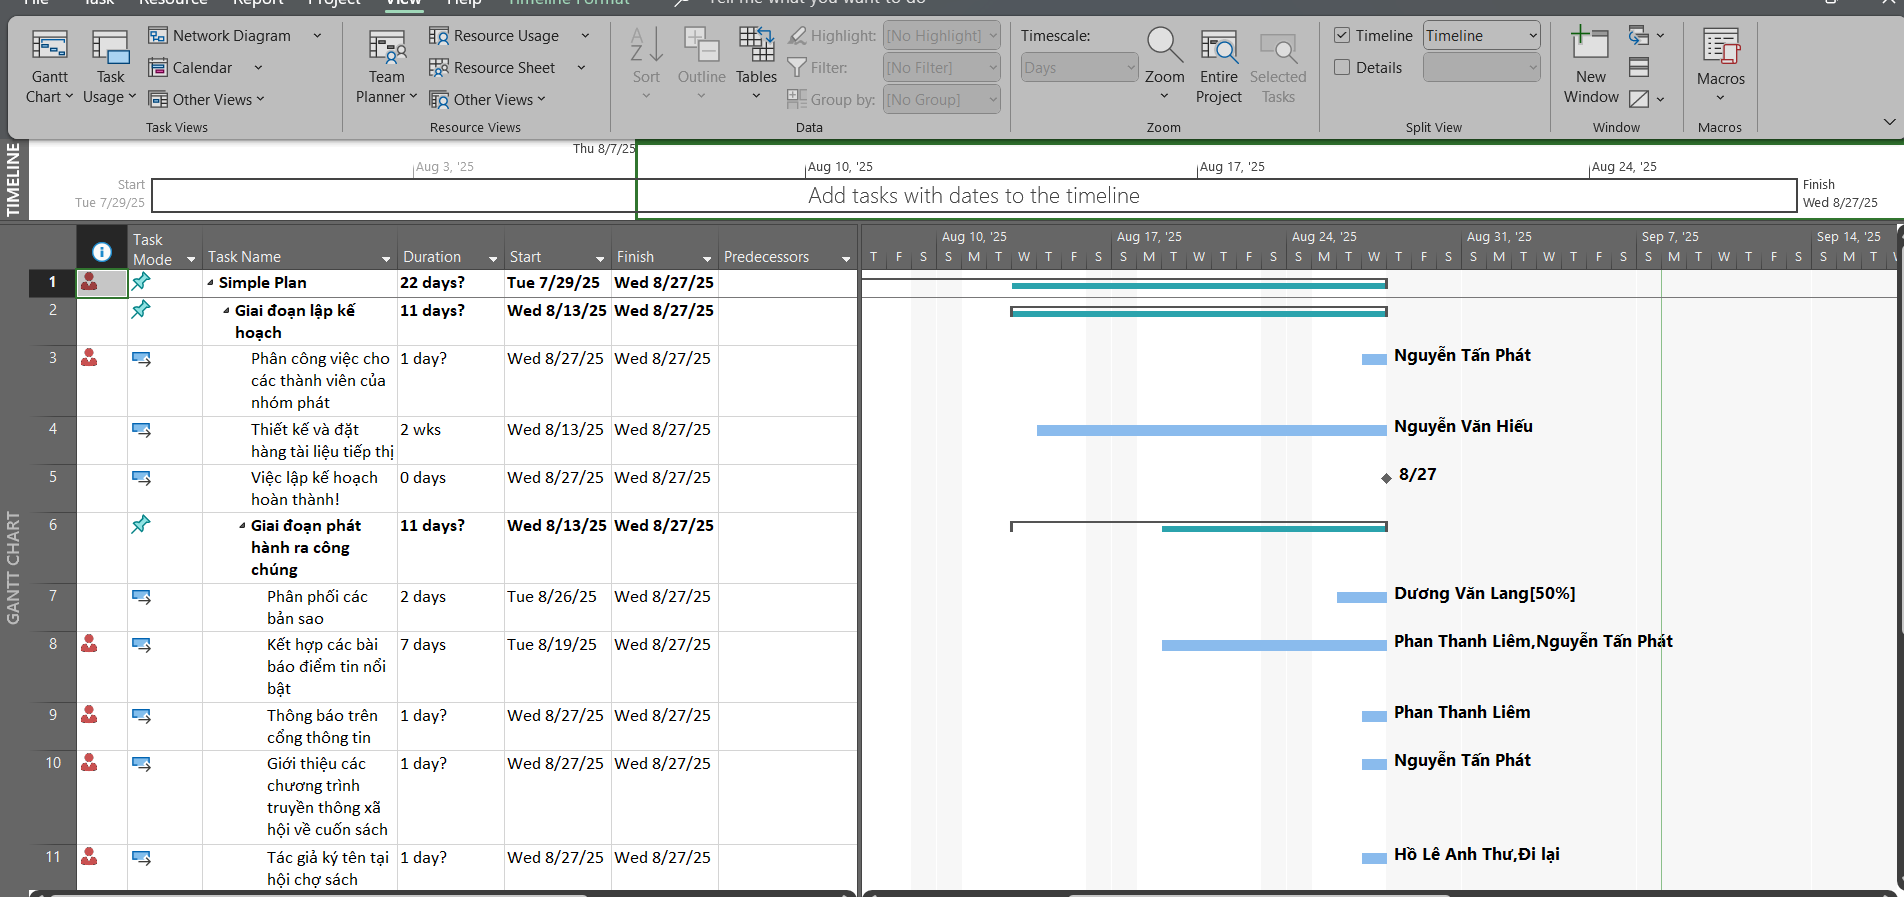 File Task Resource Report Project View Help Timeline Format Tell me what you want to do
Gantt Chart
Task Usage
Network Diagram
Calendar
Other Views
Task Views
Team Planner
Resource Usage
Resource Sheet
Other Views
Resource Views
Sort
Outline
Tables
Highlight: [No Highlight]
Filter: [No Filter]
Group by: [No Group]
Data
Timescale:
Days
Zoom
Entire Project
Selected Tasks
Zoom
Timeline Timeline
Details
Split View
New Window
Window
Macros
Macros
TIMELINE
Thu 8/7/25
Aug 3, '25 Aug 10, '25 Aug 17, '25 Aug 24, '25
Start
Tue 7/29/25
Add tasks with dates to the timeline
Finish
Wed 8/27/25
GANTT CHART
Task Mode Task Name Duration Start Finish Predecessors
Aug 10, '25 Aug 17, '25 Aug 24, '25 Aug 31, '25 Sep 7, '25 Sep 14, '25
T F S S M T W T F S S M T W T F S S M T W T F S S M T W T F S S M T W T F S S M T W
1 Simple Plan 22 days? Tue 7/29/25 Wed 8/27/25
2 Giai đoạn lập kế
hoạch 11 days? Wed 8/13/25 Wed 8/27/25
3 Phân công việc cho
các thành viên của
nhóm phát 1 day? Wed 8/27/25 Wed 8/27/25 Nguyễn Tấn Phát
4 Thiết kế và đặt
hàng tài liệu tiếp thị 2 wks Wed 8/13/25 Wed 8/27/25 Nguyễn Văn Hiếu
5 Việc lập kế hoạch
hoàn thành! 0 days Wed 8/27/25 Wed 8/27/25 8/27
6 Giai đoạn phát
hành ra công
chúng 11 days? Wed 8/13/25 Wed 8/27/25
7 Phân phối các
bản sao 2 days Tue 8/26/25 Wed 8/27/25 Dương Văn Lang[50%]
8 Kết hợp các bài
báo điểm tin nổi
bật 7 days Tue 8/19/25 Wed 8/27/25 Phan Thanh Liêm,Nguyễn Tấn Phát
9 Thông báo trên
cổng thông tin 1 day? Wed 8/27/25 Wed 8/27/25 Phan Thanh Liêm
10 Giới thiệu các
chương trình
truyền thông xã
hội về cuốn sách 1 day? Wed 8/27/25 Wed 8/27/25 Nguyễn Tấn Phát
11 Tác giả ký tên tại
hội chợ sách 1 day? Wed 8/27/25 Wed 8/27/25 Hồ Lê Anh Thư,Đi lại